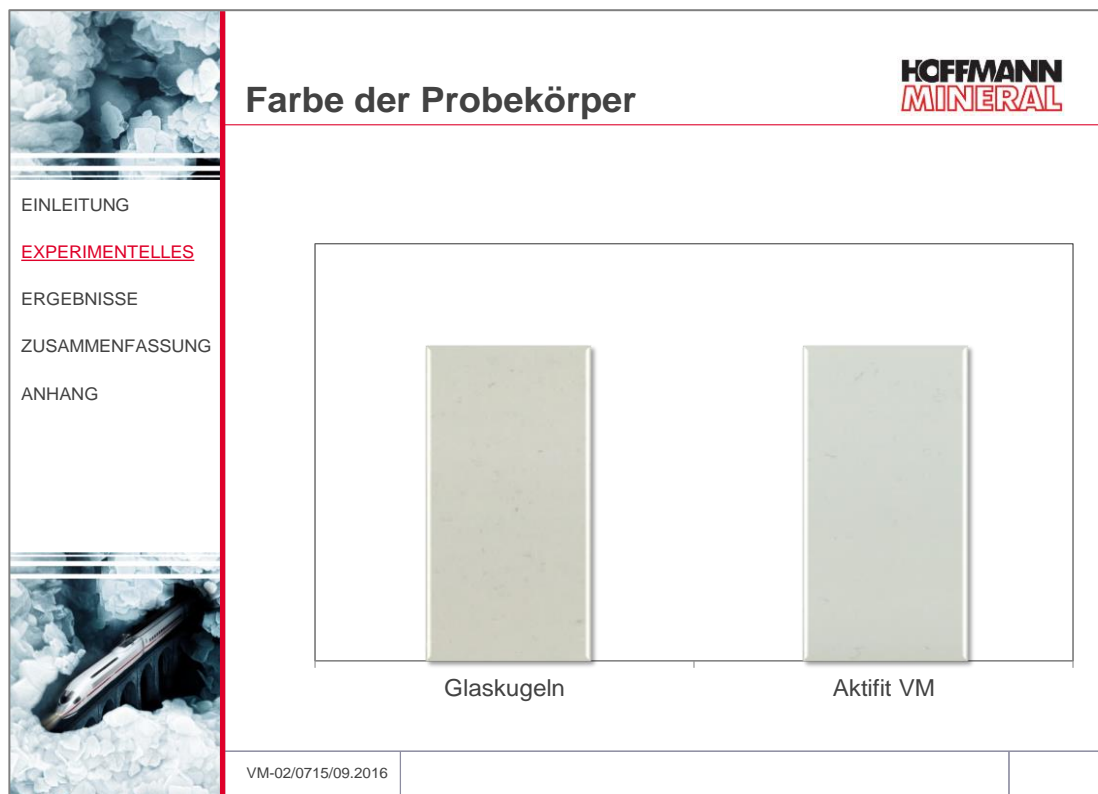 Farbe der Probekörper
HOFFMANN
MINERAL
EINLEITUNG
EXPERIMENTELLES
ERGEBNISSE
ZUSAMMENFASSUNG
ANHANG
Glaskugeln
Aktifit VM
VM-02/0715/09.2016